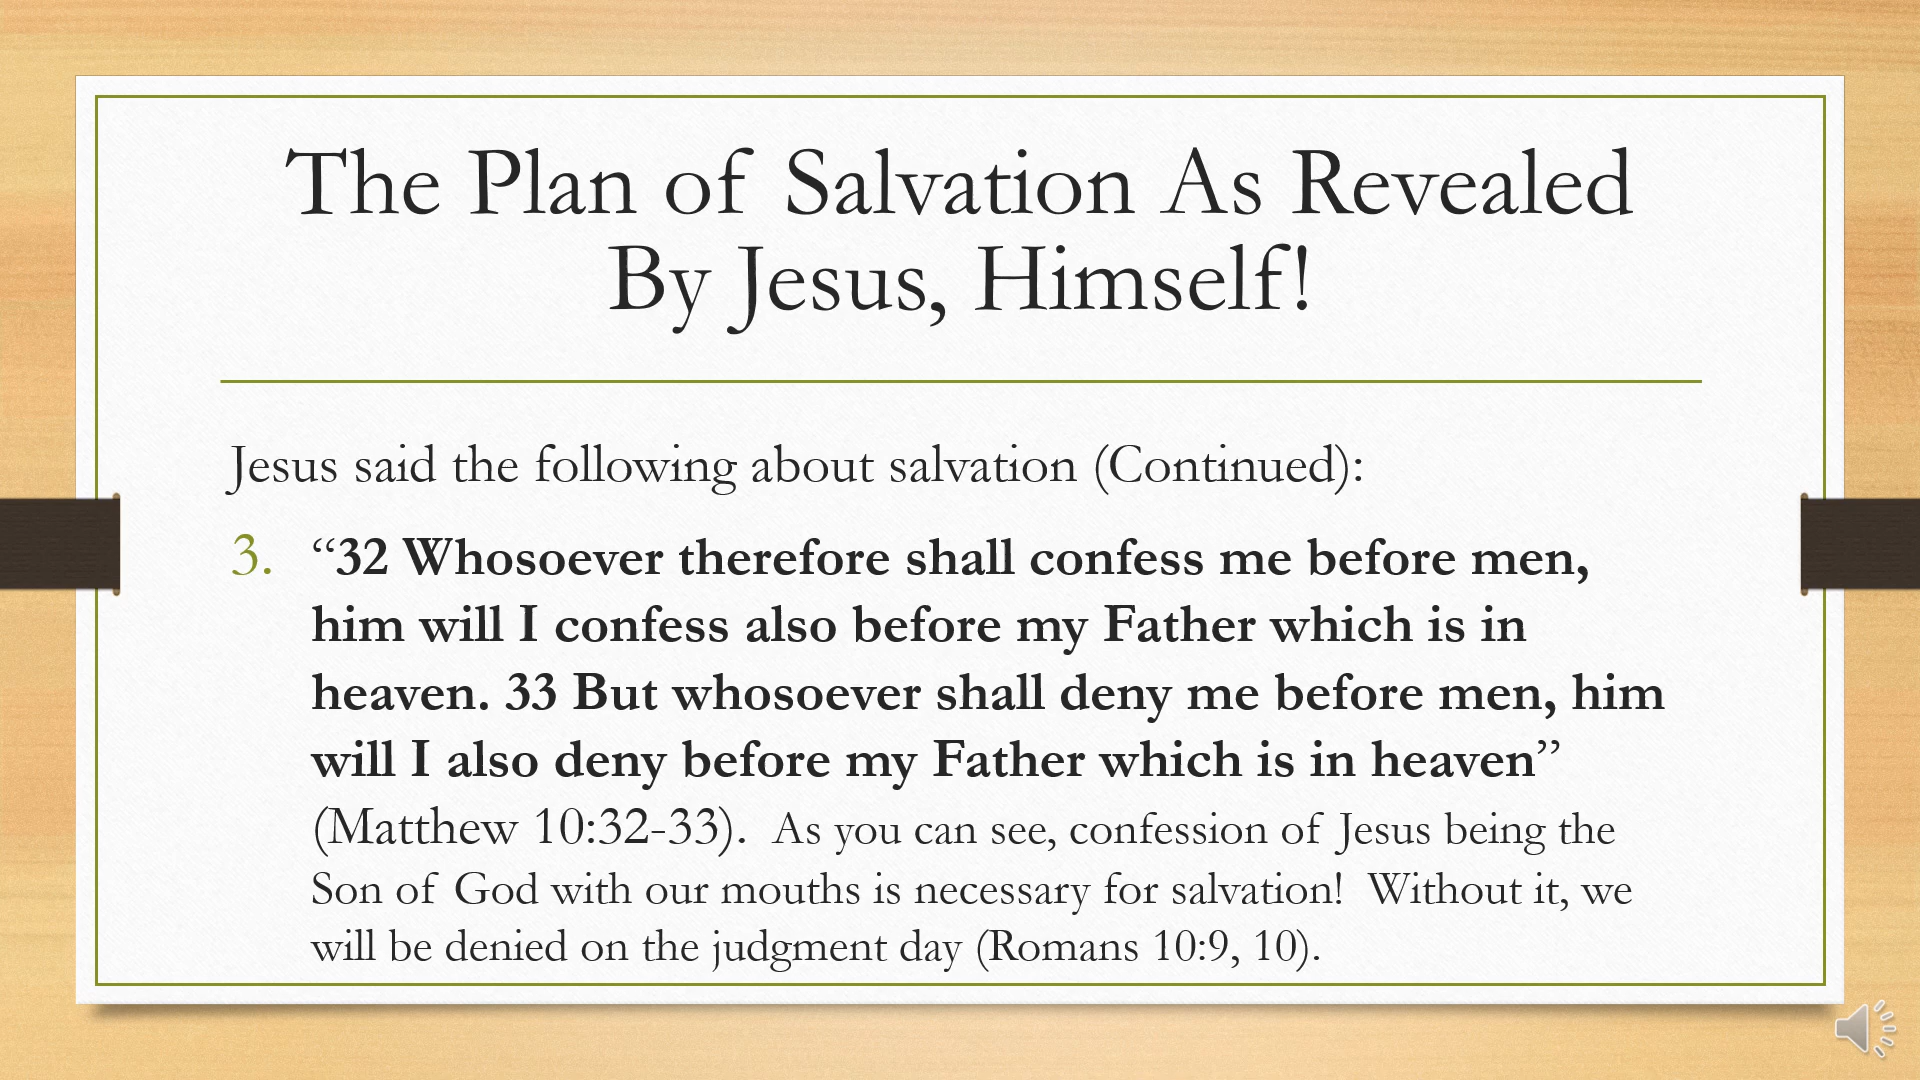 The Plan of Salvation As Revealed
By Jesus, Himself!
Jesus said the following about salvation (Continued):
3. “32 Whosoever therefore shall confess me before men,
him will I confess also before my Father which is in
heaven. 33 But whosoever shall deny me before men, him
will I also deny before my Father which is in heaven”
(Matthew 10:32-33).  As you can see, confession of Jesus being the
Son of God with our mouths is necessary for salvation!  Without it, we
will be denied on the judgment day (Romans 10:9, 10).